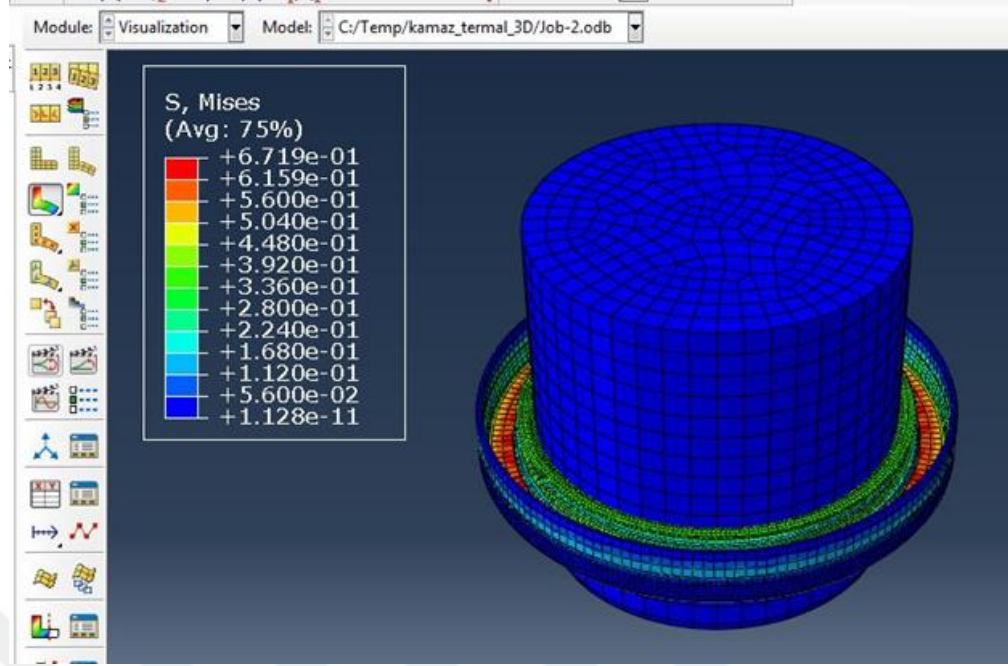 Module: Visualization Model: C:/Temp/kamaz_termal_3D/Job-2.odb
S, Mises
(Avg: 75%)
+6.719e-01
+6.159e-01
+5.600e-01
+5.040e-01
+4.480e-01
+3.920e-01
+3.360e-01
+2.800e-01
+2.240e-01
+1.680e-01
+1.120e-01
+5.600e-02
+1.128e-11